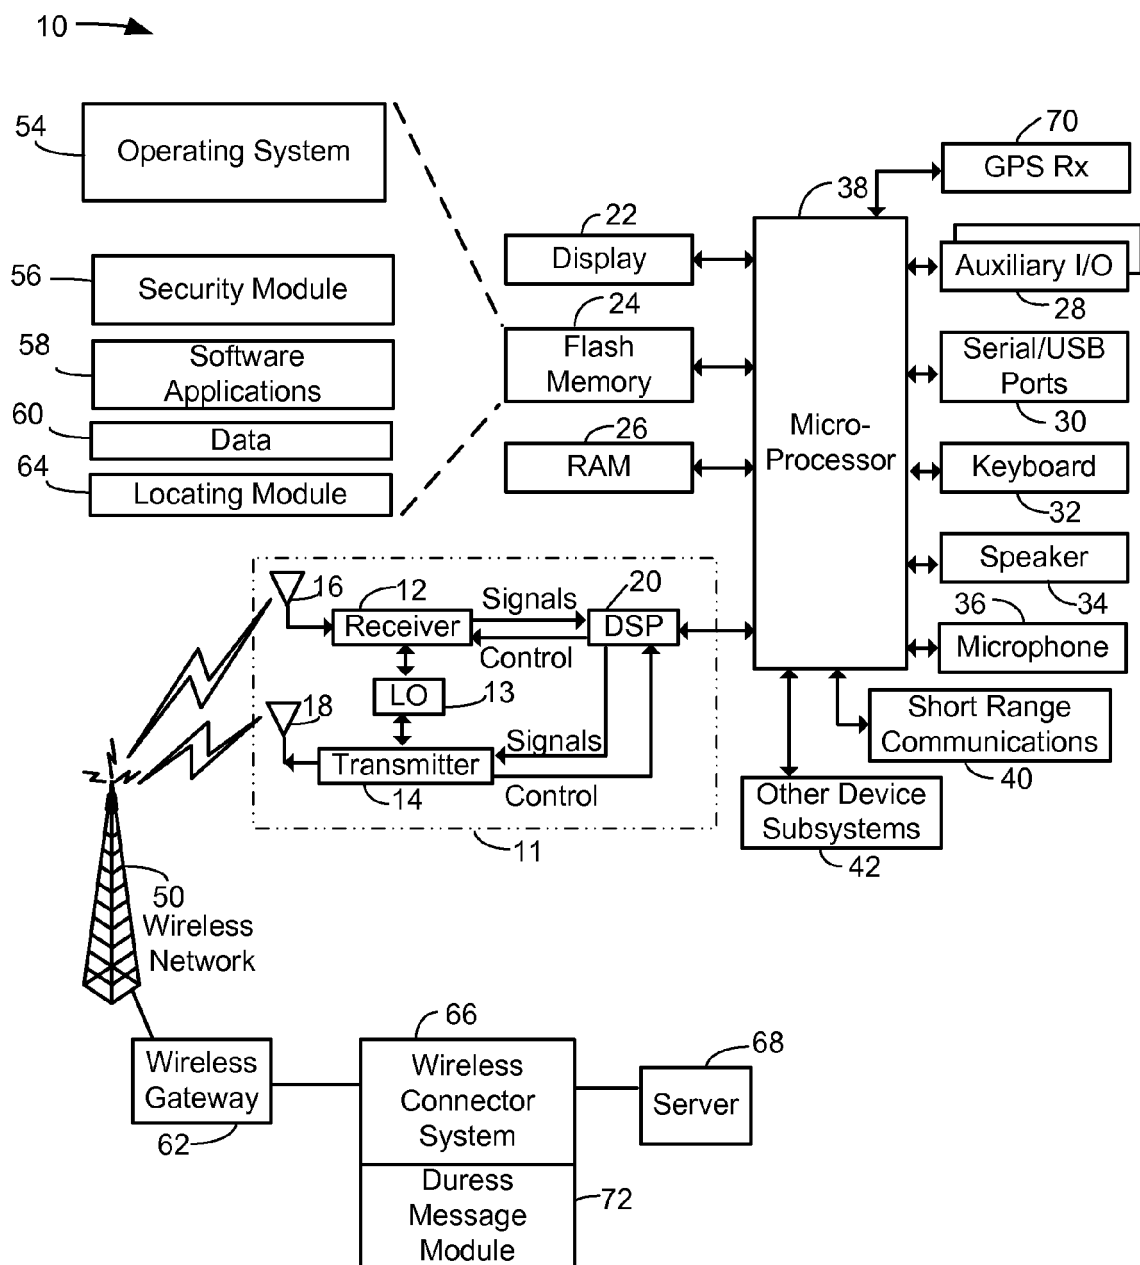 10
54
Operating System
56
Security Module
58
Software
Applications
60
Data
64
Locating Module
22
Display
24
Flash
Memory
26
RAM
38
Micro-
Processor
70
GPS Rx
Auxiliary I/O
28
Serial/USB
Ports
30
Keyboard
32
Speaker
34
36
Microphone
Short Range
Communications
40
Other Device
Subsystems
42
16
12
Receiver
Signals
20
DSP
Control
LO
13
18
Transmitter
14
Signals
Control
11
50
Wireless
Network
Wireless
Gateway
62
66
Wireless
Connector
System
68
Server
Duress
Message
Module
72